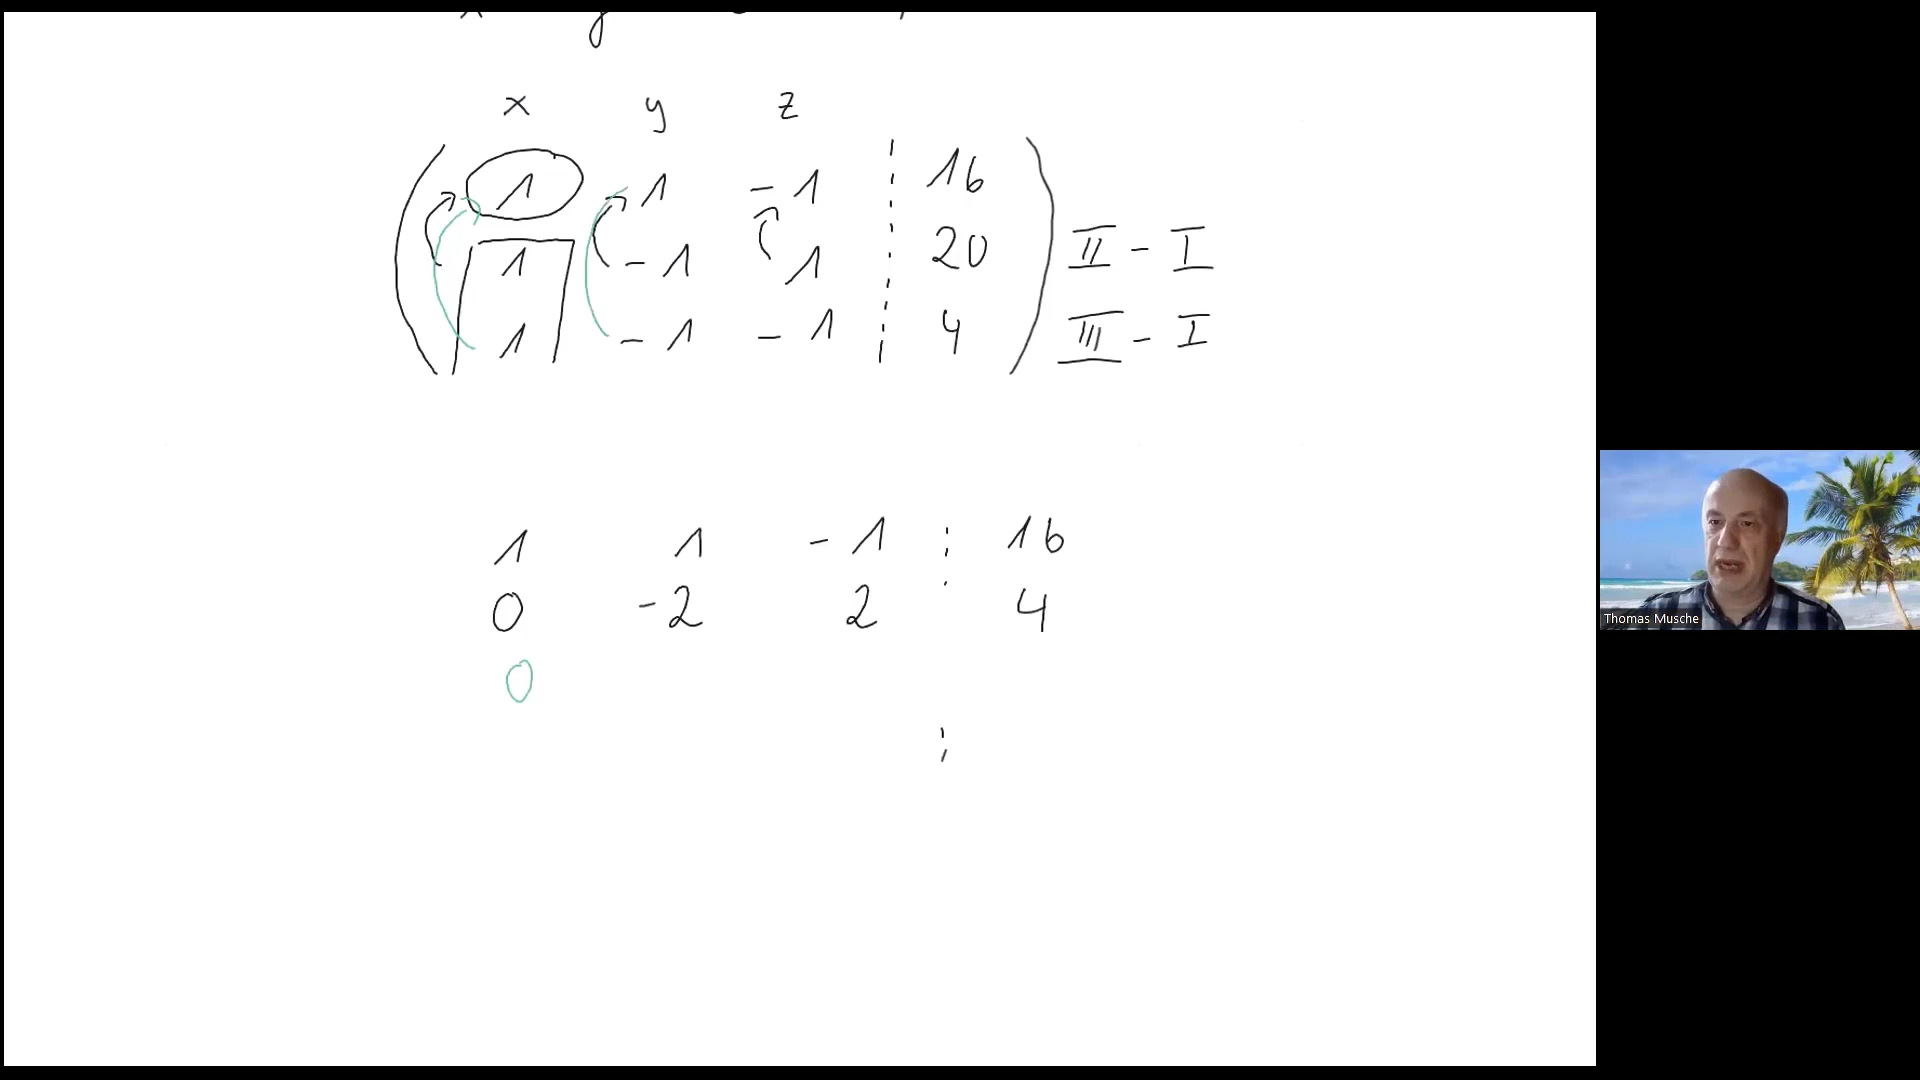 x y z
1 1 - 1 16
1 - 1 1 20 II - I
1 - 1 - 1 4 III - I
1 1 - 1 16
0 - 2 2 4
0
Thomas Musche